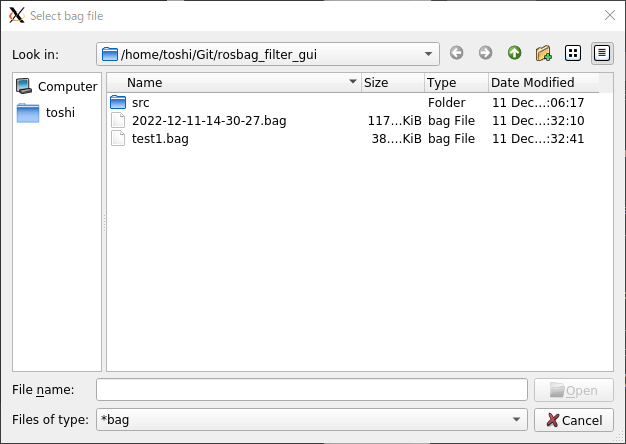 Select bag file
Look in: /home/toshi/Git/rosbag_filter_gui
Computer
toshi
Name Size Type Date Modified
src Folder 11 Dec...:06:17
2022-12-11-14-30-27.bag 117...KiB bag File 11 Dec...:32:10
test1.bag 38....KiB bag File 11 Dec...:32:41
File name: Open
Files of type: *bag Cancel